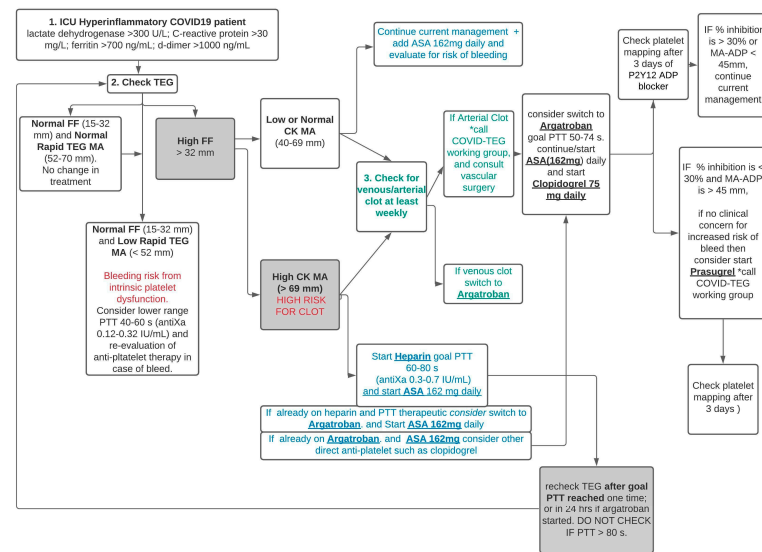 1. ICU Hyperinflammatory COVID19 patient
lactate dehydrogenase >300 U/L; C-reactive protein >30
mg/L; ferritin >700 ng/mL; d-dimer >1000 ng/mL
2. Check TEG
Normal FF (15-32
mm) and Normal
Rapid TEG MA
(52-70 mm).
No change in
treatment
High FF
> 32 mm
Normal FF (15-32 mm)
and Low Rapid TEG
MA (< 52 mm)
Bleeding risk from
intrinsic platelet
dysfunction.
Consider lower range
PTT 40-60 s (antiXa
0.12-0.32 IU/mL) and
re-evaluation of
anti-pltatelet therapy in
case of bleed.
Low or Normal
CK MA
(40-69 mm)
High CK MA
(> 69 mm)
HIGH RISK
FOR CLOT
Continue current management +
add ASA 162mg daily and
evaluate for risk of bleeding
3. Check for
venous/arterial
clot at least
weekly
If Arterial Clot
*call
COVID-TEG
working group,
and consult
vascular
surgery
If venous clot
switch to
Argatroban
Start Heparin goal PTT
60-80 s
(antiXa 0.3-0.7 IU/mL)
and start ASA 162 mg daily
If already on heparin and PTT therapeutic consider switch to
Argatroban. and Start ASA 162mg daily
If already on Argatroban. and ASA 162mg consider other
direct anti-platelet such as clopidogrel
consider switch to
Argatroban
goal PTT 50-74 s.
continue/start
ASA(162mg) daily
and start
Clopidogrel 75
mg daily
Check platelet
mapping after
3 days of
P2Y12 ADP
blocker
IF % inhibition
is > 30% or
MA-ADP <
45mm,
continue
current
management
IF % inhibition is <
30% and MA-ADP
is > 45 mm,
if no clinical
concern for
increased risk of
bleed then
consider start
Prasugrel *call
COVID-TEG
working group
Check platelet
mapping after
3 days )
recheck TEG after goal
PTT reached one time;
or in 24 hrs if argatroban
started. DO NOT CHECK
IF PTT > 80 s.